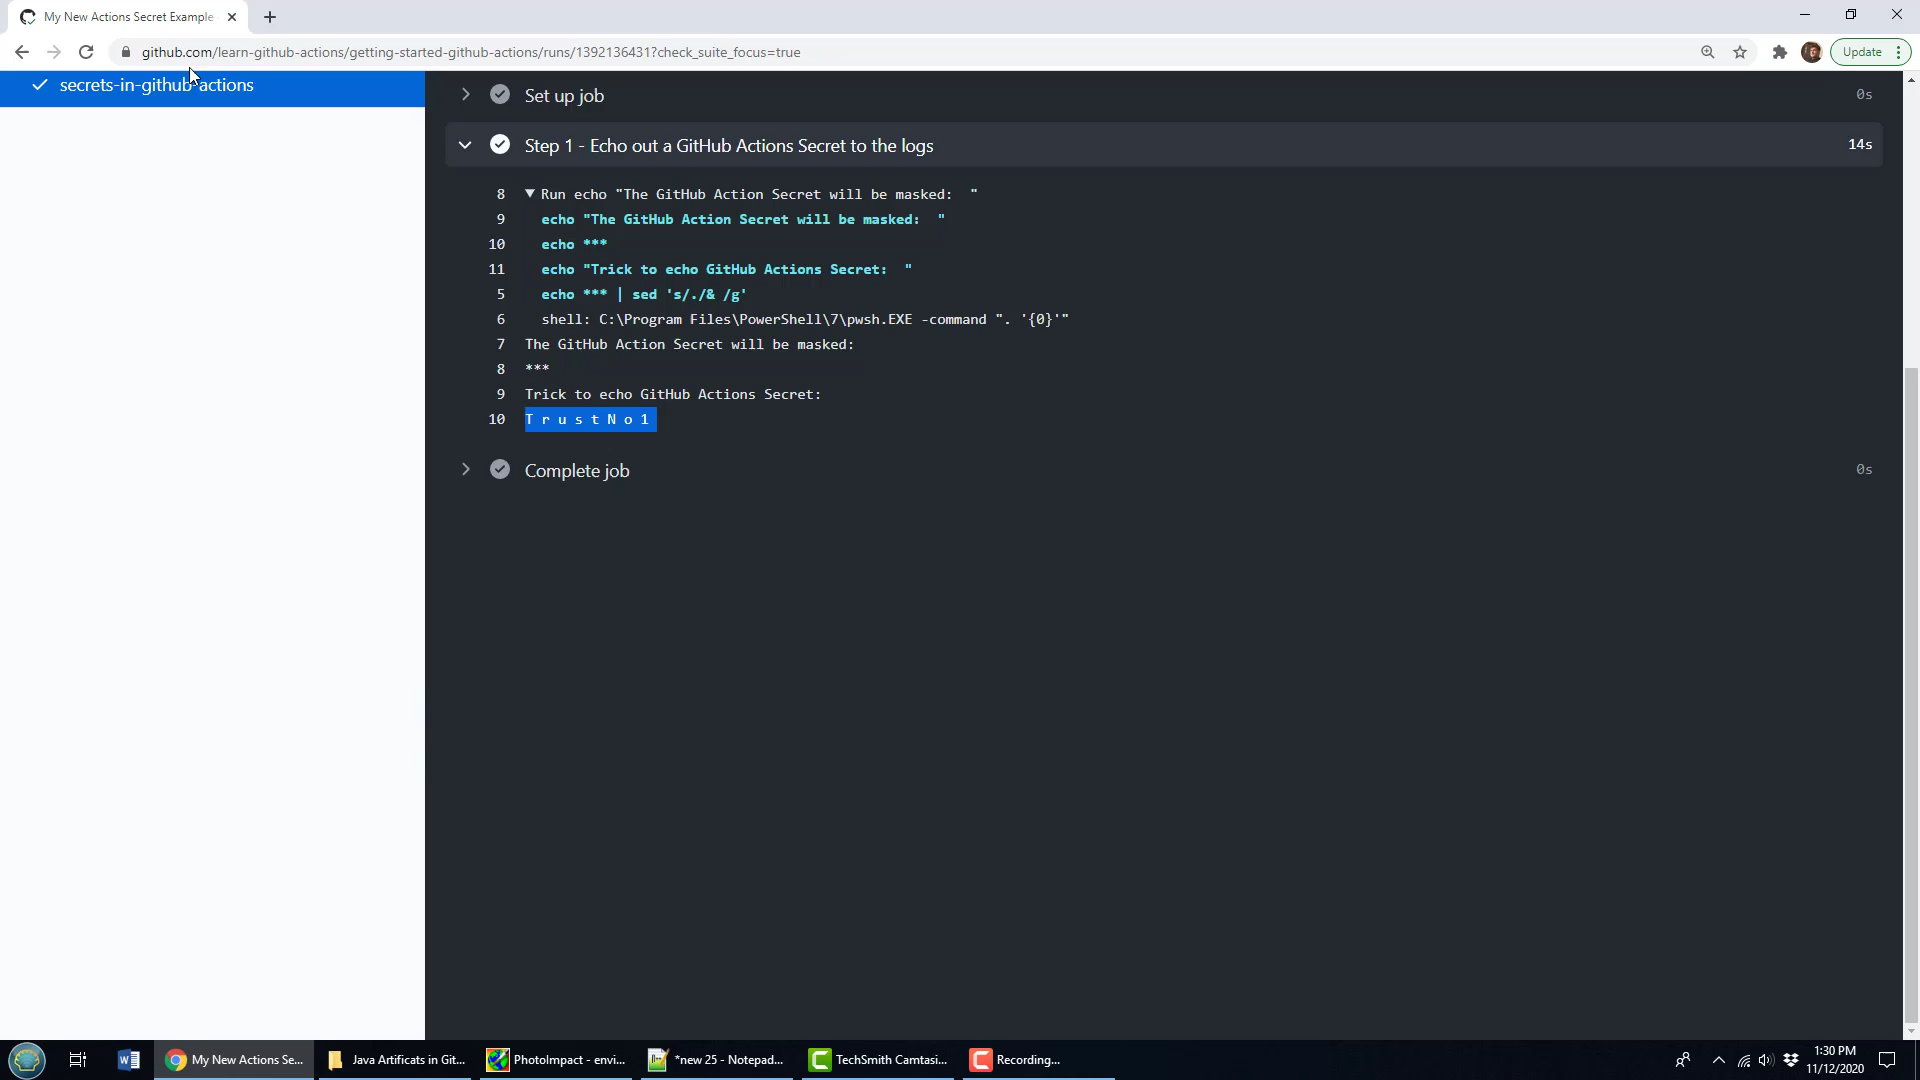 My New Actions Secret Example
github.com/learn-github-actions/getting-started-github-actions/runs/1392136431?check_suite_focus=true
Update
secrets-in-github-actions
Set up job
0s
Step 1 - Echo out a GitHub Actions Secret to the logs
14s
8 Run echo "The GitHub Action Secret will be masked:  "
9 echo "The GitHub Action Secret will be masked:  "
10 echo ***
11 echo "Trick to echo GitHub Actions Secret:  "
5 echo *** | sed 's/./& /g'
6 shell: C:\Program Files\PowerShell\7\pwsh.EXE -command ". '{0}'"
7 The GitHub Action Secret will be masked:
8 ***
9 Trick to echo GitHub Actions Secret:
10 T r u s t N o 1
Complete job
0s
My New Actions Se...
Java Artificats in Git...
PhotoImpact - envi...
*new 25 - Notepad...
TechSmith Camtasi...
Recording...
1:30 PM
11/12/2020